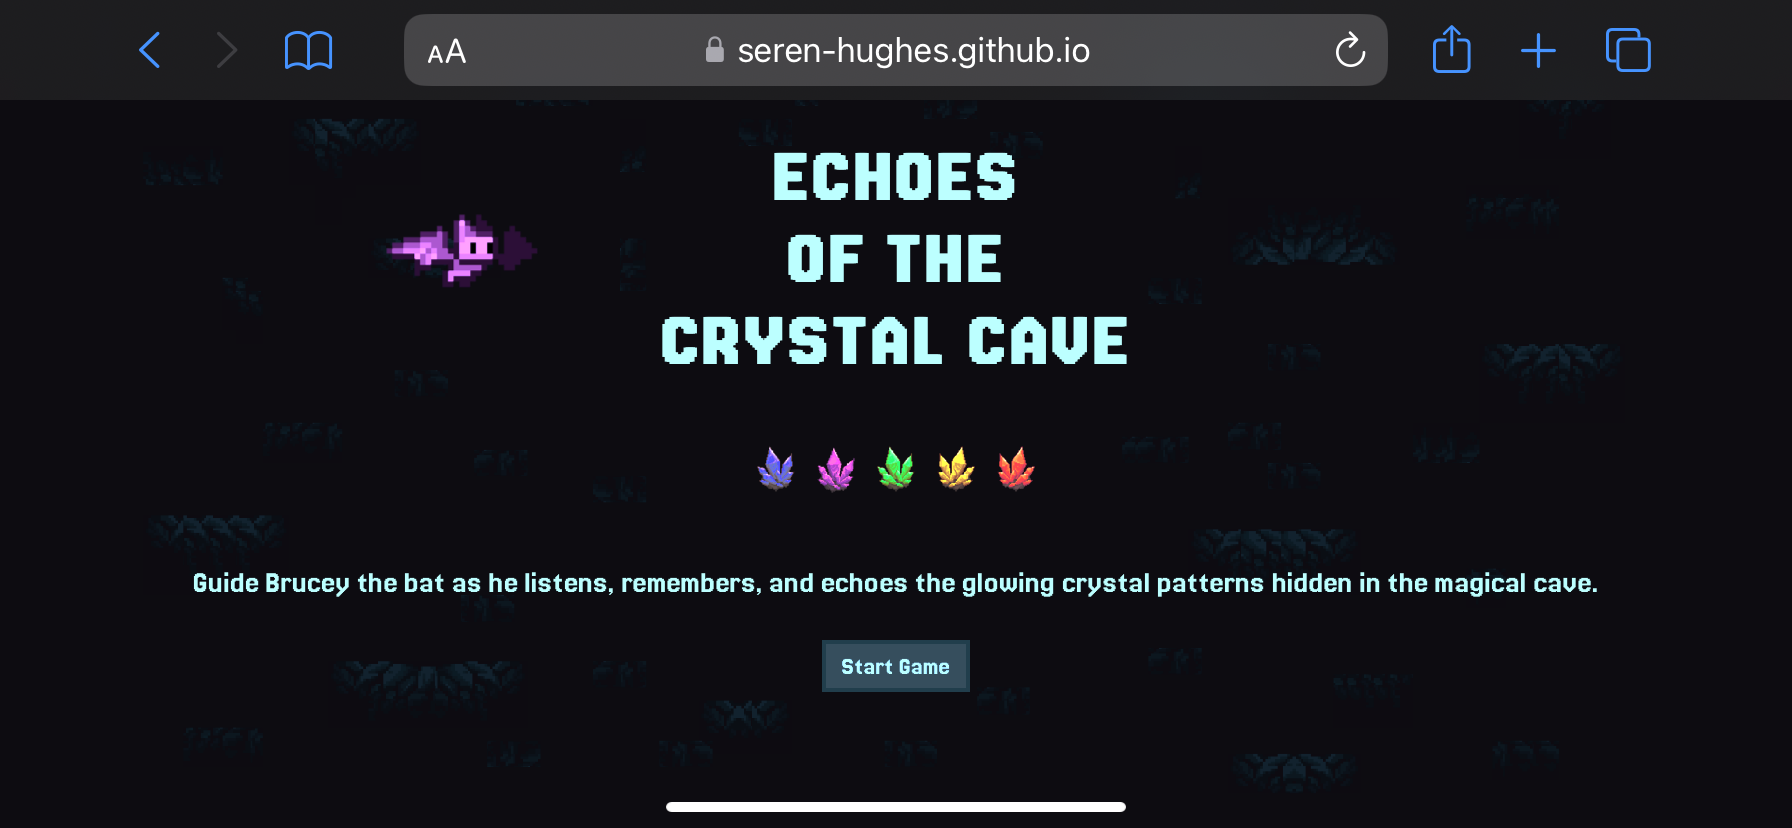 AA
seren-hughes.github.io
ECHOES
OF THE
CRYSTAL CAVE
Guide Brucey the bat as he listens, remembers, and echoes the glowing crystal patterns hidden in the magical cave.
Start Game